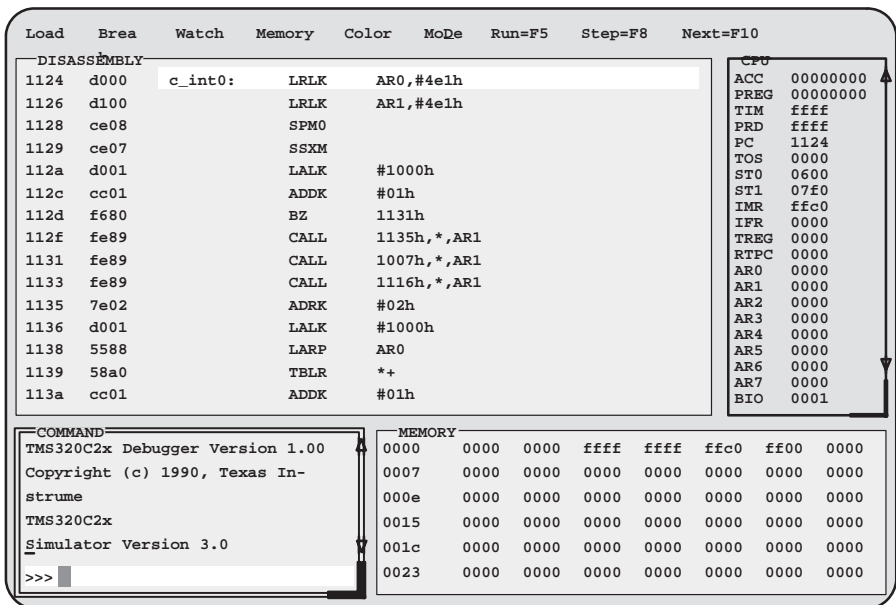 Load Break Watch Memory Color MoDe Run=F5 Step=F8 Next=F10
DISASSEMBLY
1124 d000 c_int0: LRLK AR0,#4e1h
1126 d100 LRLK AR1,#4e1h
1128 ce08 SPM0
1129 ce07 SSXM
112a d001 LALK #1000h
112c cc01 ADDK #01h
112d f680 BZ 1131h
112f fe89 CALL 1135h,*,AR1
1131 fe89 CALL 1007h,*,AR1
1133 fe89 CALL 1116h,*,AR1
1135 7e02 ADRK #02h
1136 d001 LALK #1000h
1138 5588 LARP AR0
1139 58a0 TBLR *+
113a cc01 ADDK #01h
CPU
ACC 00000000
PREG 00000000
TIM ffff
PRD ffff
PC 1124
TOS 0000
ST0 0600
ST1 07f0
IMR ffc0
IFR 0000
TREG 0000
RTPC 0000
AR0 0000
AR1 0000
AR2 0000
AR3 0000
AR4 0000
AR5 0000
AR6 0000
AR7 0000
BIO 0001
COMMAND
TMS320C2x Debugger Version 1.00
Copyright (c) 1990, Texas In-
strume
TMS320C2x
Simulator Version 3.0
>>>
MEMORY
0000 0000 0000 ffff ffff ffc0 ff00 0000
0007 0000 0000 0000 0000 0000 0000 0000
000e 0000 0000 0000 0000 0000 0000 0000
0015 0000 0000 0000 0000 0000 0000 0000
001c 0000 0000 0000 0000 0000 0000 0000
0023 0000 0000 0000 0000 0000 0000 0000